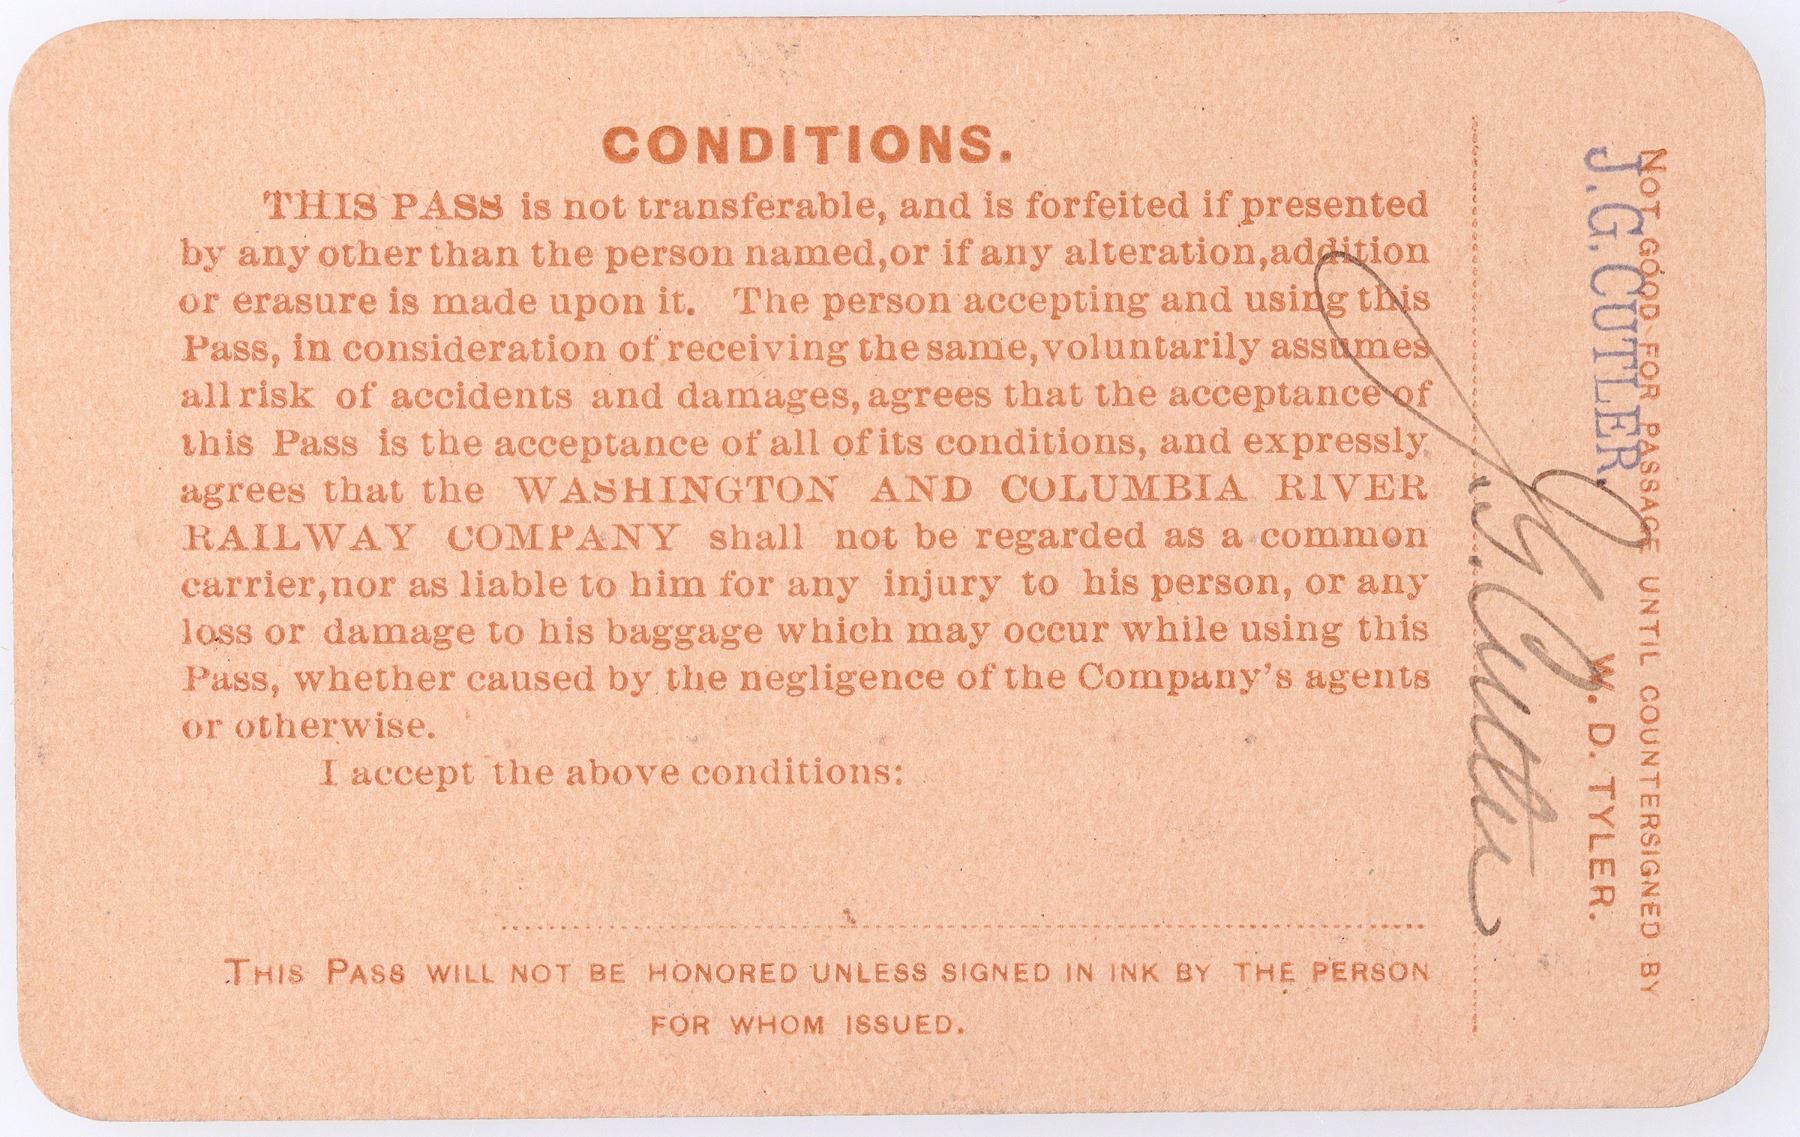 CONDITIONS.
THIS PASS is not transferable, and is forfeited if presented
by any other than the person named, or if any alteration, addition
or erasure is made upon it. The person accepting and using this
Pass, in consideration of receiving the same, voluntarily assumes
all risk of accidents and damages, agrees that the acceptance of
this Pass is the acceptance of all of its conditions, and expressly
agrees that the WASHINGTON AND COLUMBIA RIVER
RAILWAY COMPANY shall not be regarded as a common
carrier, nor as liable to him for any injury to his person, or any
loss or damage to his baggage which may occur while using this
Pass, whether caused by the negligence of the Company's agents
or otherwise.
I accept the above conditions:
THIS PASS WILL NOT BE HONORED UNLESS SIGNED IN INK BY THE PERSON
FOR WHOM ISSUED.
NOT GOOD FOR PASSAGE UNTIL COUNTERSIGNED BY
J. G. CUTLER.
W. D. TYLER.
J. G. Cutler